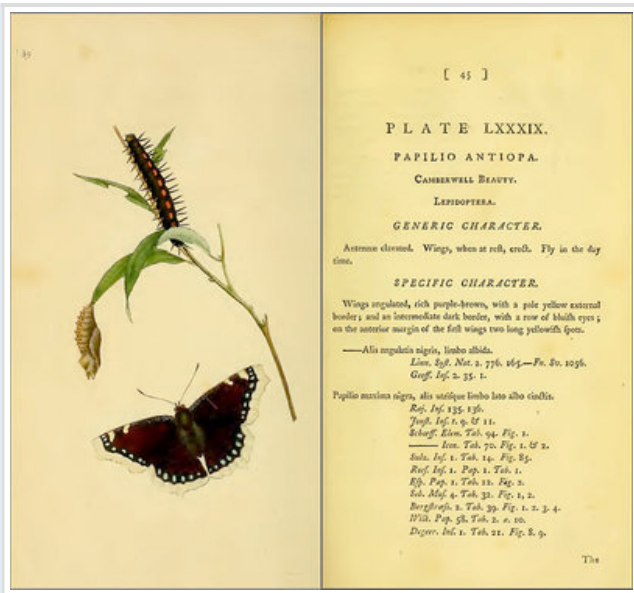 89
[ 45 ]
PLATE LXXXIX.
PAPILIO ANTIOPA.
CAMBERWELL BEAUTY.
LEPIDOPTERA.
GENERIC CHARACTER.
Antennæ clavated. Wings, when at rest, erect. Fly in the day
time.
SPECIFIC CHARACTER.
Wings angulated, rich purple-brown, with a pale yellow external
border; and an intermediate dark border, with a row of bluish eyes;
on the anterior margin of the first wings two long yellowish spots.
——Alis angulatis nigris, limbo albida.
Linn. Syst. Nat. 2. 776. 165.—Fn. Sv. 1056.
Geoff. Inf. 2. 35. 1.
Papilio maxima nigra, alis utrisque limbo lato albo cinctis.
Raj. Inf. 135. 136.
Jonst. Inf. t. 9. & 11.
Schæff. Elem. Tab. 94. Fig. 1.
—— Icon. Tab. 70. Fig. 1. & 2.
Sulz. Inf. 1. Tab. 14. Fig. 85.
Roes. Inf. 1. Pap. 1. Tab. 1.
Esp. Pap. 1. Tab. 12. Fig. 2.
Seb. Mus. 4. Tab. 32. Fig. 1, 2.
Bergstræss. 2. Tab. 39. Fig. 1. 2. 3. 4.
Wilk. Pap. 58. Tab. 2. a. 10.
Degeer. Inf. 1. Tab. 21. Fig. 8. 9.
The